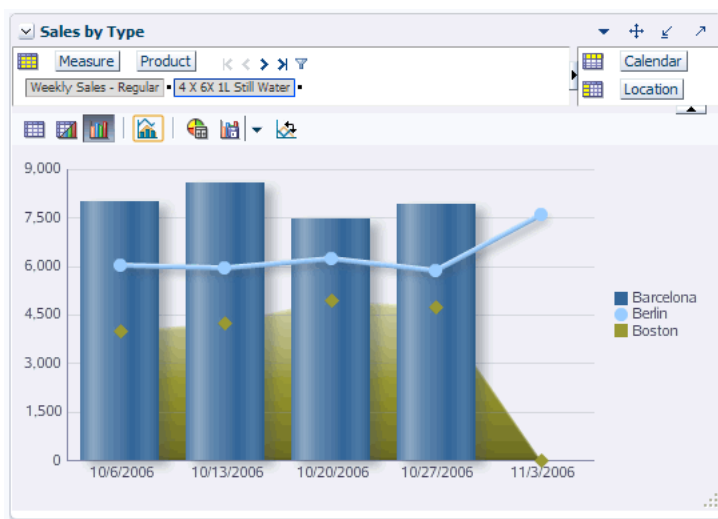 Sales by Type
Measure Product
Calendar
Weekly Sales - Regular 4 X 6X 1L Still Water
Location
9,000
7,500
6,000
4,500
3,000
1,500
0
10/6/2006 10/13/2006 10/20/2006 10/27/2006 11/3/2006
Barcelona
Berlin
Boston